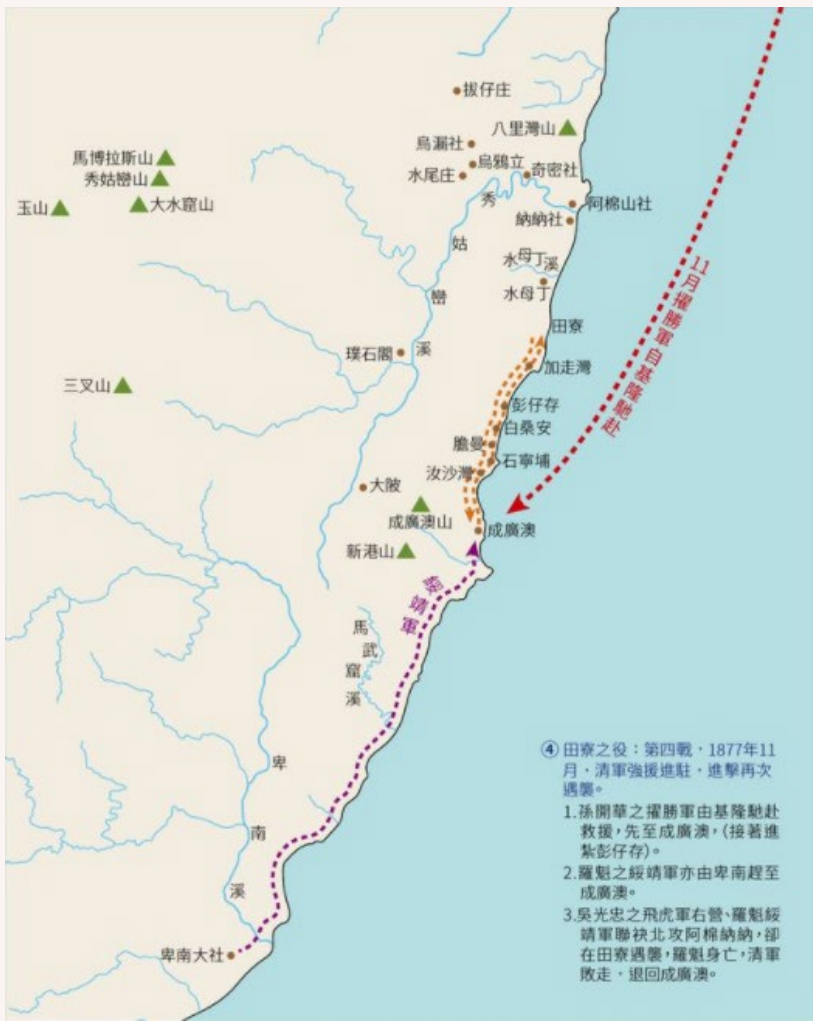 拔仔庄
八里灣山
烏漏社
烏鴉立
奇密社
水尾庄
馬博拉斯山
秀姑巒山
玉山
大水窟山
阿棉山社
納納社
秀姑巒溪
水母丁溪
水母丁
田寮
璞石閣
加走灣
三叉山
彭仔存
白桑安
膽曼
石寧埔
汝沙灣
大陂
成廣澳山
成廣澳
新港山
11月擢勝軍自基隆馳赴
綏靖軍
馬武窟溪
卑南溪
卑南大社
④ 田寮之役：第四戰，1877年11
月，清軍強援進駐，進擊再次
遇襲。
1.孫開華之擢勝軍由基隆馳赴
救援，先至成廣澳，(接著進
紮彭仔存)。
2.羅魁之綏靖軍亦由卑南趕至
成廣澳。
3.吳光忠之飛虎軍右營、羅魁綏
靖軍聯袂北攻阿棉納納，卻
在田寮遇襲，羅魁身亡，清軍
敗走，退回成廣澳。